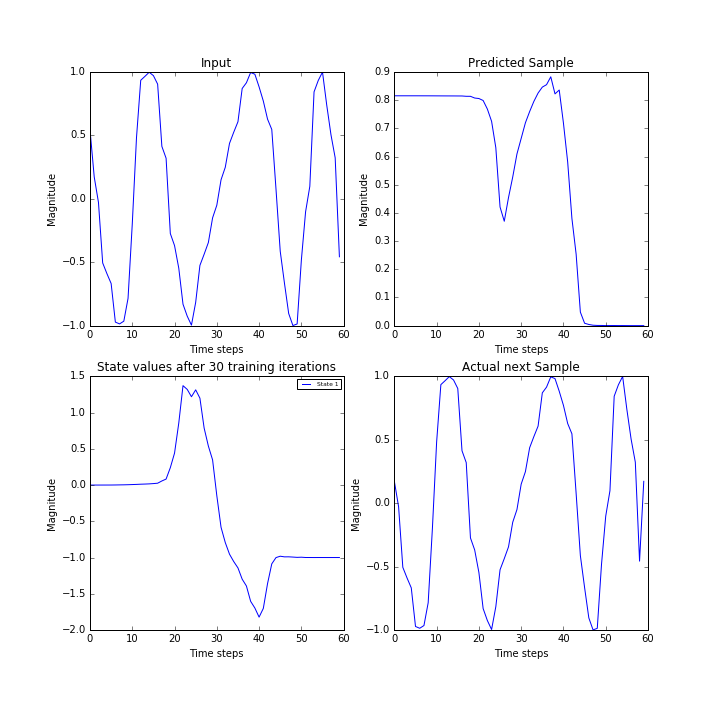 Input
1.0
0.5
0.0
−0.5
−1.0
Magnitude
0 10 20 30 40 50 60
Time steps
Predicted Sample
0.9
0.8
0.7
0.6
0.5
0.4
0.3
0.2
0.1
0.0
Magnitude
0 10 20 30 40 50 60
Time steps
State values after 30 training iterations
1.5
1.0
0.5
0.0
−0.5
−1.0
−1.5
−2.0
Magnitude
State 1
0 10 20 30 40 50 60
Time steps
Actual next Sample
1.0
0.5
0.0
−0.5
−1.0
Magnitude
0 10 20 30 40 50 60
Time steps